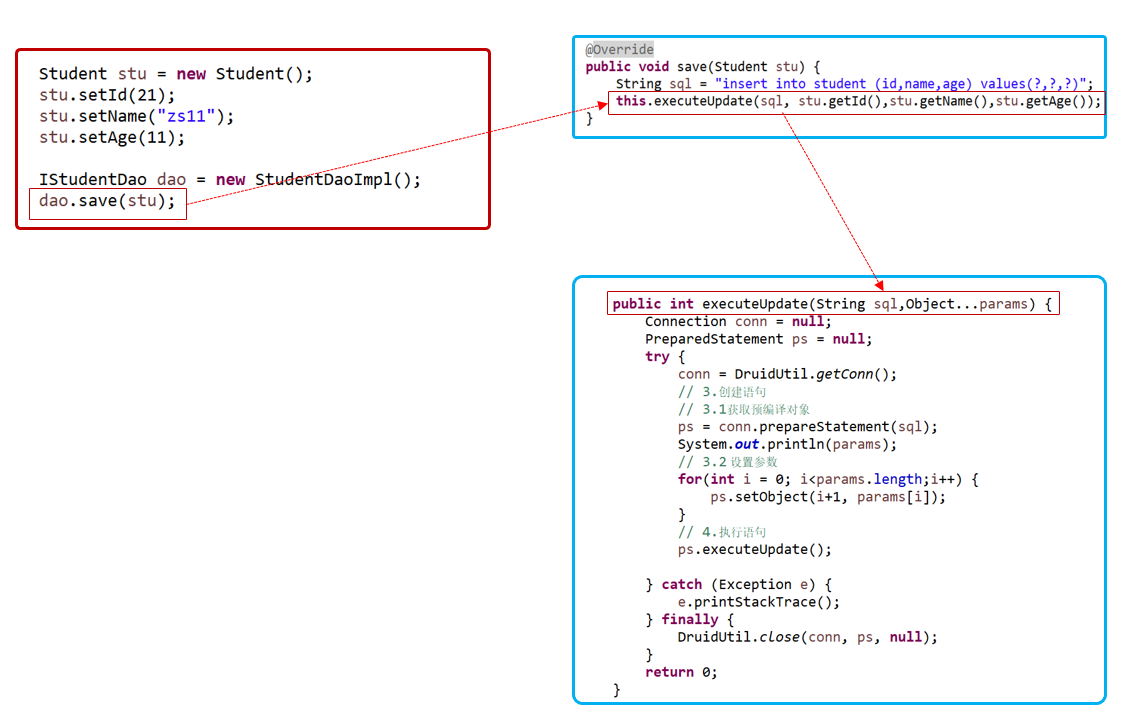 Student stu = new Student();
stu.setId(21);
stu.setName("zs11");
stu.setAge(11);
IStudentDao dao = new StudentDaoImpl();
dao.save(stu);
@Override
public void save(Student stu) {
String sql = "insert into student (id,name,age) values(?,?,?)";
this.executeUpdate(sql, stu.getId(),stu.getName(),stu.getAge());
}
public int executeUpdate(String sql,Object...params) {
Connection conn = null;
PreparedStatement ps = null;
try {
conn = DruidUtil.getConn();
// 3.创建语句
// 3.1获取预编译对象
ps = conn.prepareStatement(sql);
System.out.println(params);
// 3.2 设置参数
for(int i = 0; i<params.length;i++) {
ps.setObject(i+1, params[i]);
}
// 4.执行语句
ps.executeUpdate();
} catch (Exception e) {
e.printStackTrace();
} finally {
DruidUtil.close(conn, ps, null);
}
return 0;
}